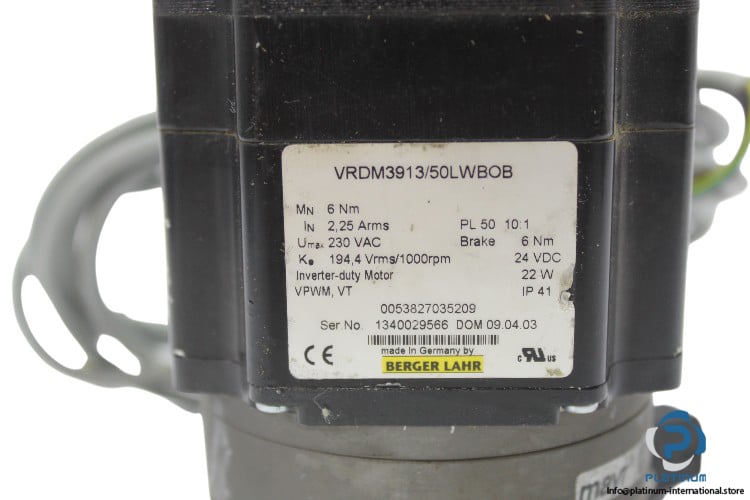 VRDM3913/50LWBOB
MN 6 Nm
IN 2,25 Arms PL 50 10:1
Umax 230 VAC Brake 6 Nm
Ke 194,4 Vrms/1000rpm 24 VDC
Inverter-duty Motor 22 W
VPWM, VT IP 41
0053827035209
Ser No. 1340029566 DOM 09.04.03
made in Germany by
CE BERGER LAHR c RU US
PLATINUM
Info@platinum-international.store